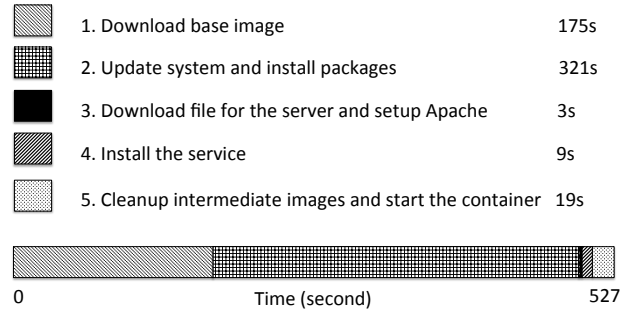 1. Download base image 175s
2. Update system and install packages 321s
3. Download file for the server and setup Apache 3s
4. Install the service 9s
5. Cleanup intermediate images and start the container 19s
0 Time (second) 527